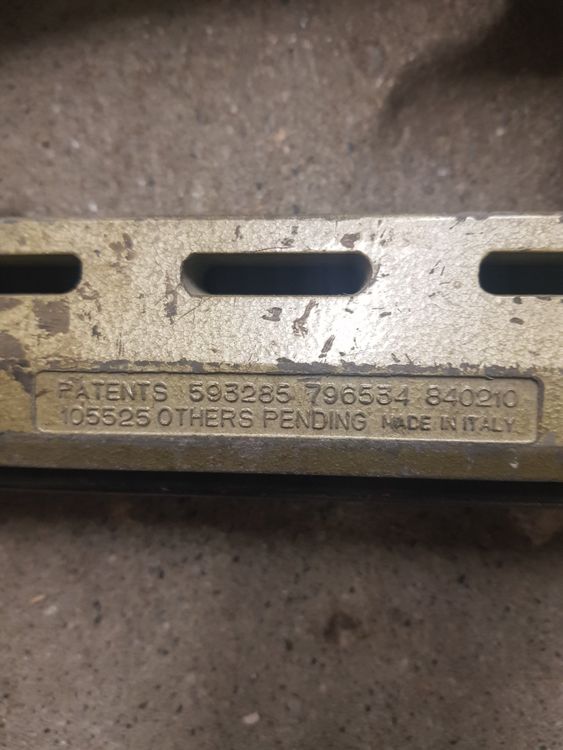 PATENTS 593285 796534 840210
105525 OTHERS PENDING MADE IN ITALY